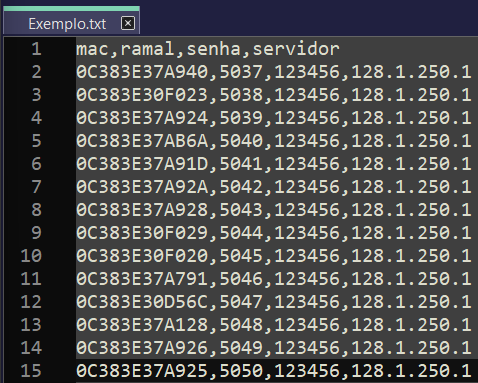 Exemplo.txt
1 mac,ramal,senha,servidor
2 0C383E37A940,5037,123456,128.1.250.1
3 0C383E30F023,5038,123456,128.1.250.1
4 0C383E37A924,5039,123456,128.1.250.1
5 0C383E37AB6A,5040,123456,128.1.250.1
6 0C383E37A91D,5041,123456,128.1.250.1
7 0C383E37A92A,5042,123456,128.1.250.1
8 0C383E37A928,5043,123456,128.1.250.1
9 0C383E30F029,5044,123456,128.1.250.1
10 0C383E30F020,5045,123456,128.1.250.1
11 0C383E37A791,5046,123456,128.1.250.1
12 0C383E30D56C,5047,123456,128.1.250.1
13 0C383E37A128,5048,123456,128.1.250.1
14 0C383E37A926,5049,123456,128.1.250.1
15 0C383E37A925,5050,123456,128.1.250.1